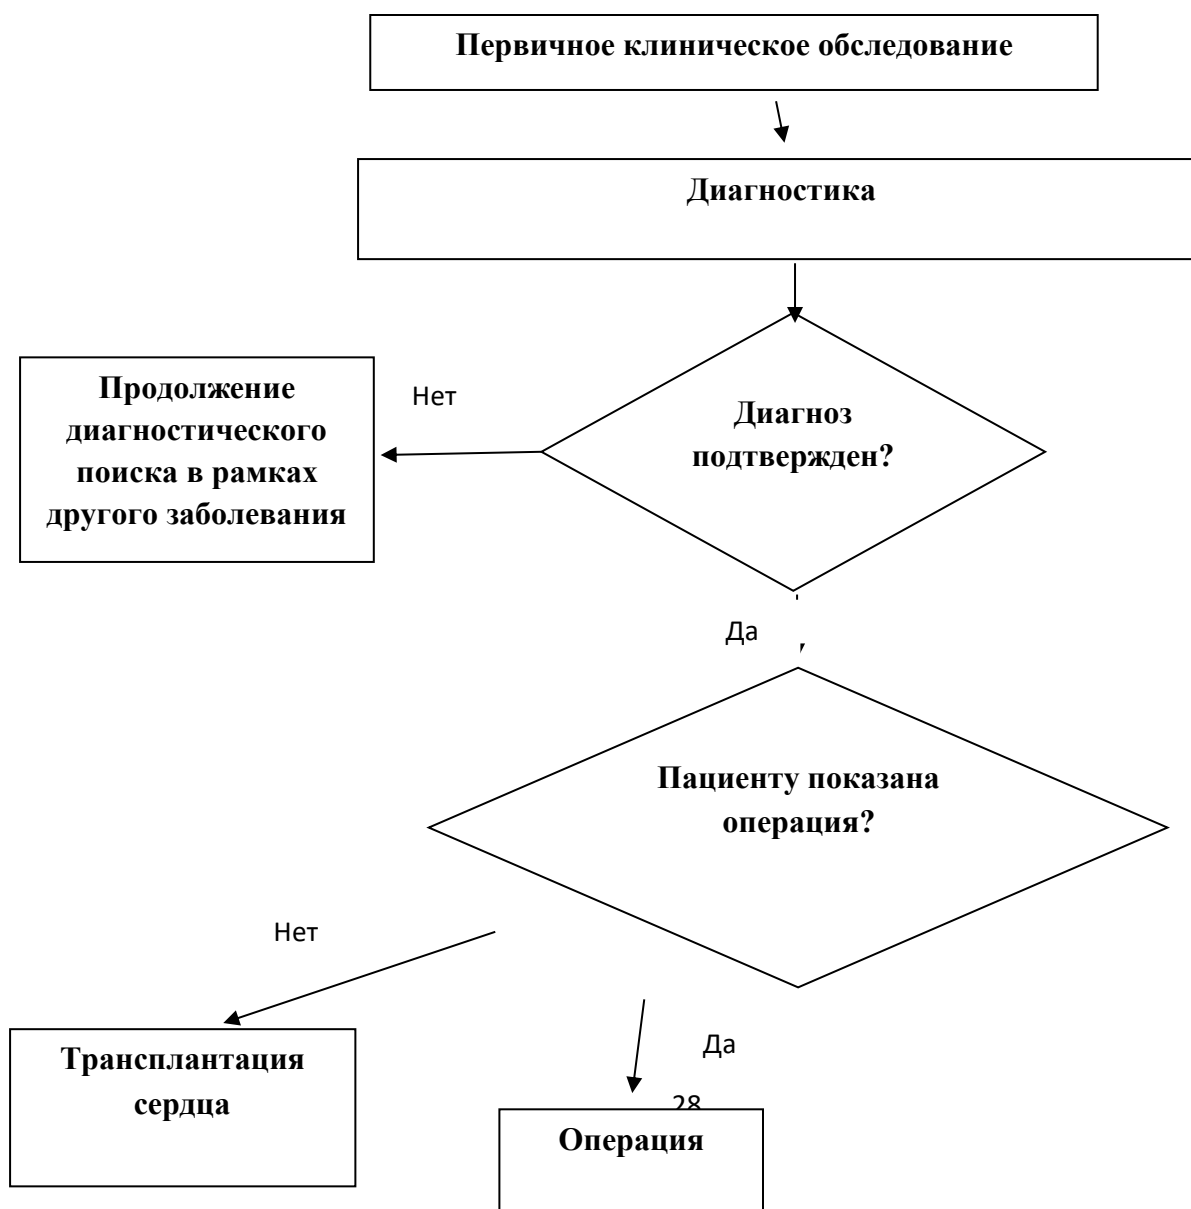 Первичное клиническое обследование
Диагностика
Продолжение
диагностического
поиска в рамках
другого заболевания
Нет
Диагноз
подтвержден?
Да
Пациенту показана
операция?
Нет
Трансплантация
сердца
Да
28
Операция